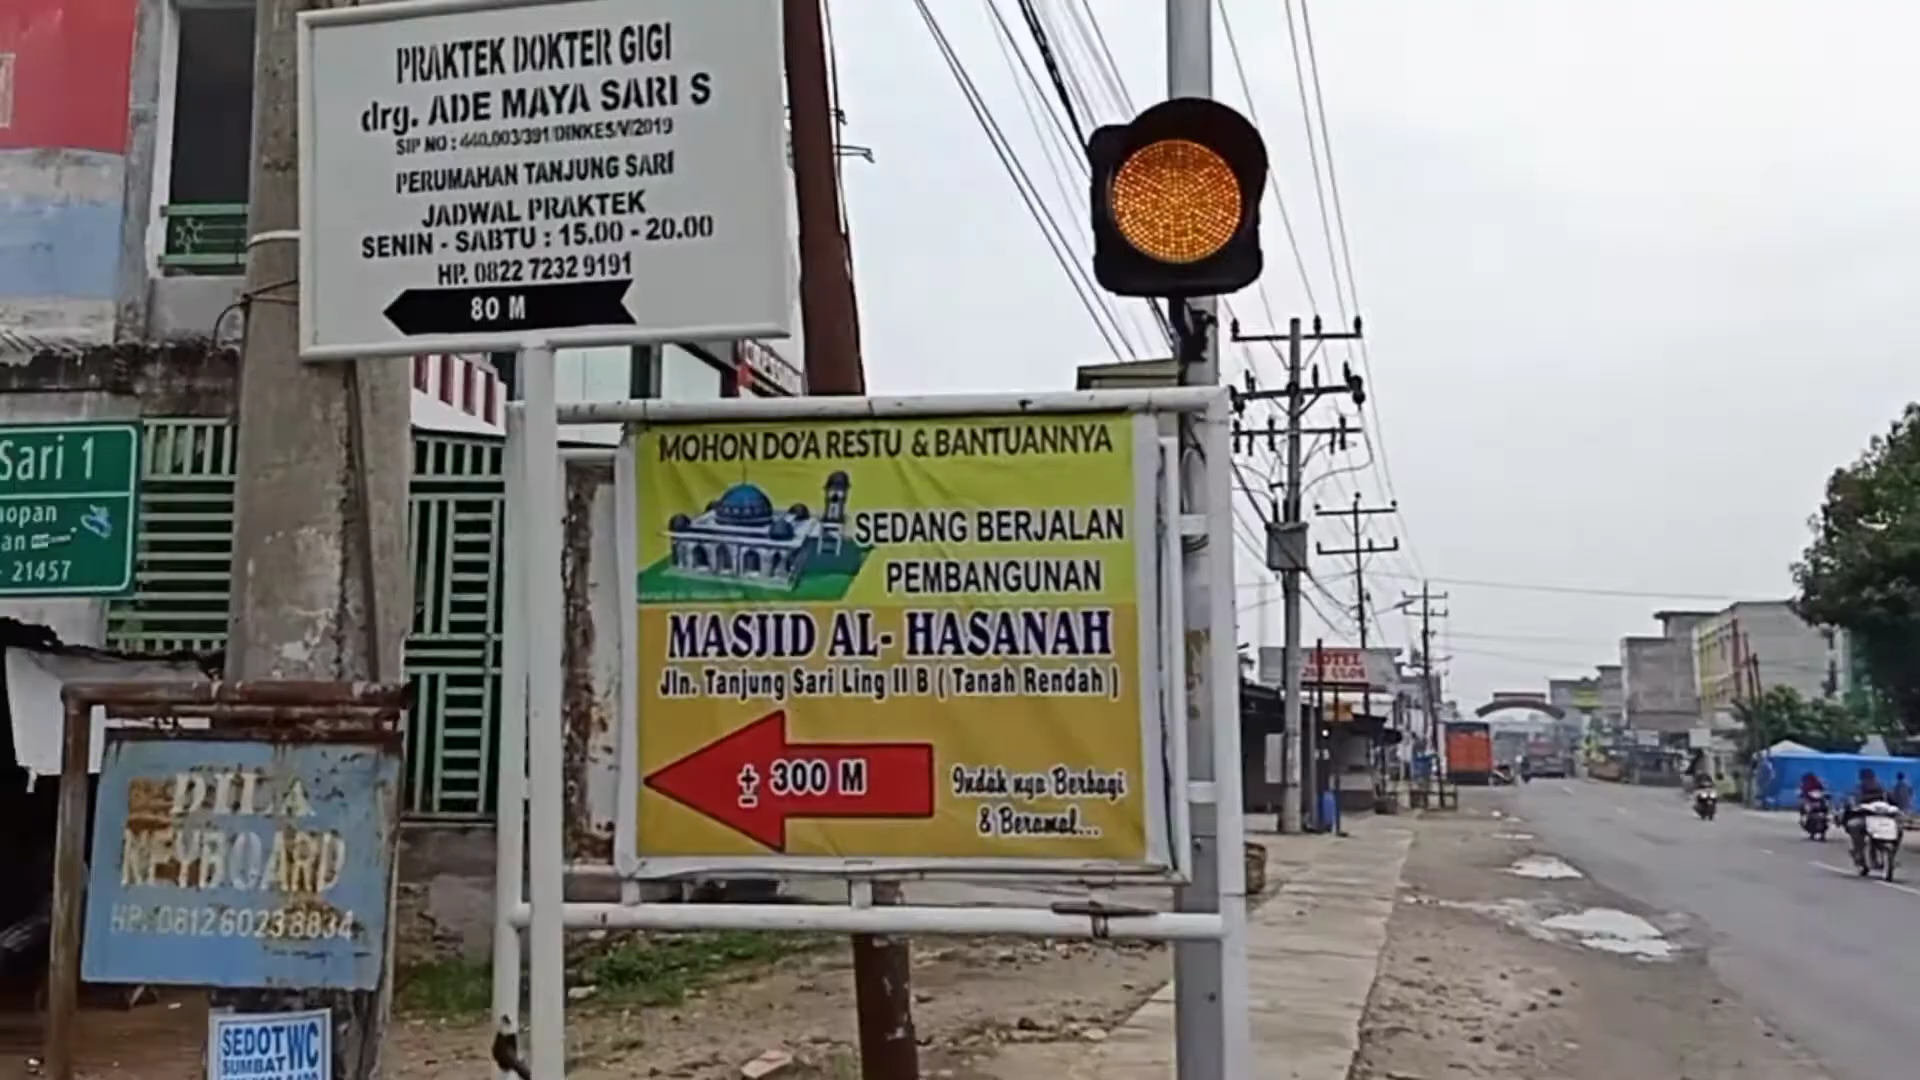 PRAKTEK DOKTER GIGI
drg. ADE MAYA SARI S
SIP NO : 440.003/391/DINKES/V/2019
PERUMAHAN TANJUNG SARI
JADWAL PRAKTEK
SENIN - SABTU : 15.00 - 20.00
HP. 0822 7232 9191
80 M
Sari 1
21457
MOHON DO'A RESTU & BANTUANNYA
SEDANG BERJALAN
PEMBANGUNAN
MASJID AL- HASANAH
Jln. Tanjung Sari Ling II B ( Tanah Rendah )
± 300 M
Indah nya Berbagi
& Beramal...
DILA
KEYBOARD
HP. 0812 6023 8834
SEDOT WC
SUMBAT
HOTEL